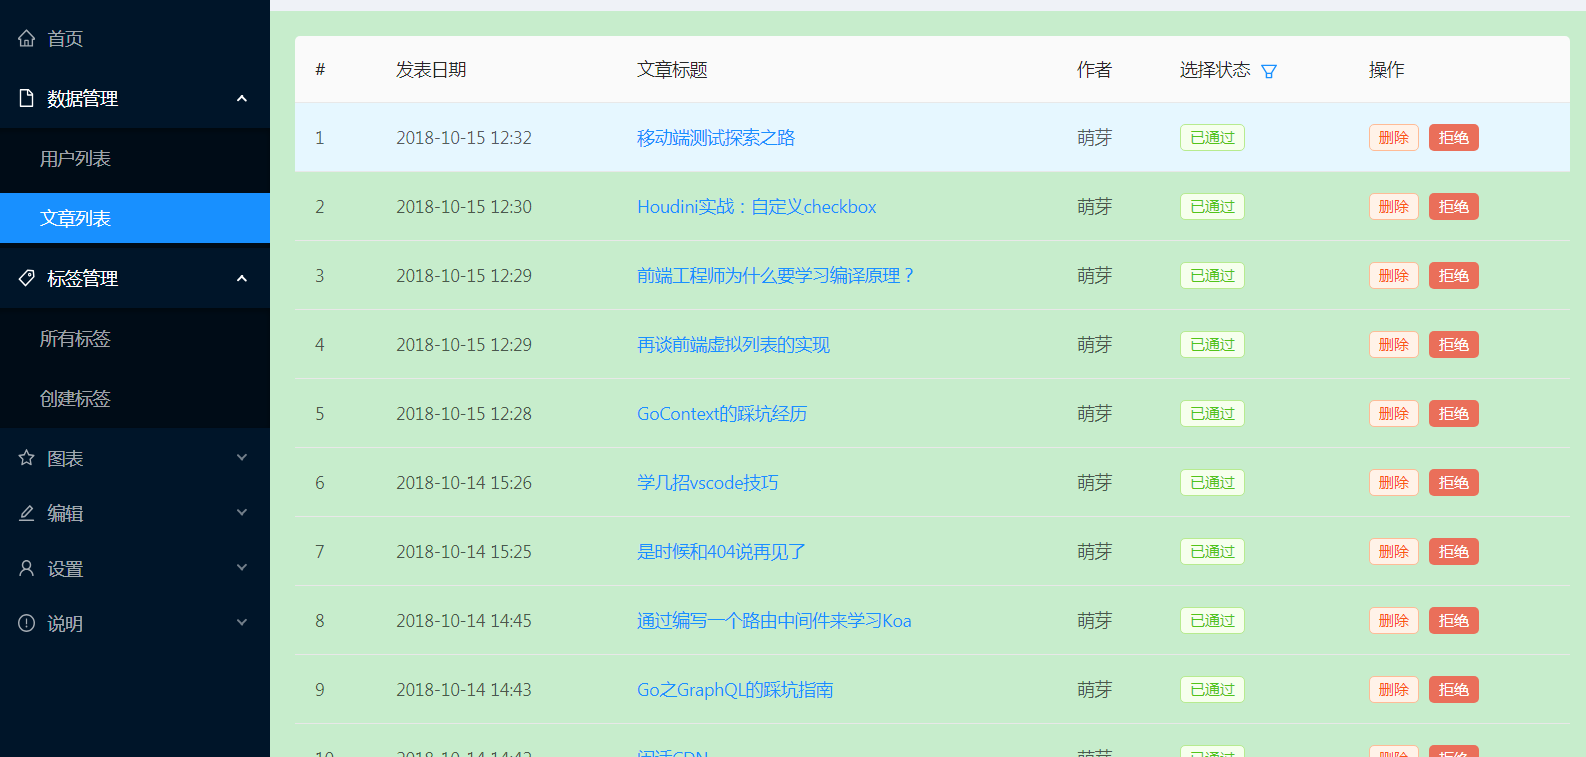 首页
数据管理
用户列表
文章列表
标签管理
所有标签
创建标签
图表
编辑
设置
说明
# 发表日期 文章标题 作者 选择状态 操作
1 2018-10-15 12:32 移动端测试探索之路 萌芽 已通过 删除 拒绝
2 2018-10-15 12:30 Houdini实战：自定义checkbox 萌芽 已通过 删除 拒绝
3 2018-10-15 12:29 前端工程师为什么要学习编译原理？ 萌芽 已通过 删除 拒绝
4 2018-10-15 12:29 再谈前端虚拟列表的实现 萌芽 已通过 删除 拒绝
5 2018-10-15 12:28 GoContext的踩坑经历 萌芽 已通过 删除 拒绝
6 2018-10-14 15:26 学几招vscode技巧 萌芽 已通过 删除 拒绝
7 2018-10-14 15:25 是时候和404说再见了 萌芽 已通过 删除 拒绝
8 2018-10-14 14:45 通过编写一个路由中间件来学习Koa 萌芽 已通过 删除 拒绝
9 2018-10-14 14:43 Go之GraphQL的踩坑指南 萌芽 已通过 删除 拒绝
10 2018-10-14 14:42 闲话CDN 萌芽 已通过 删除 拒绝